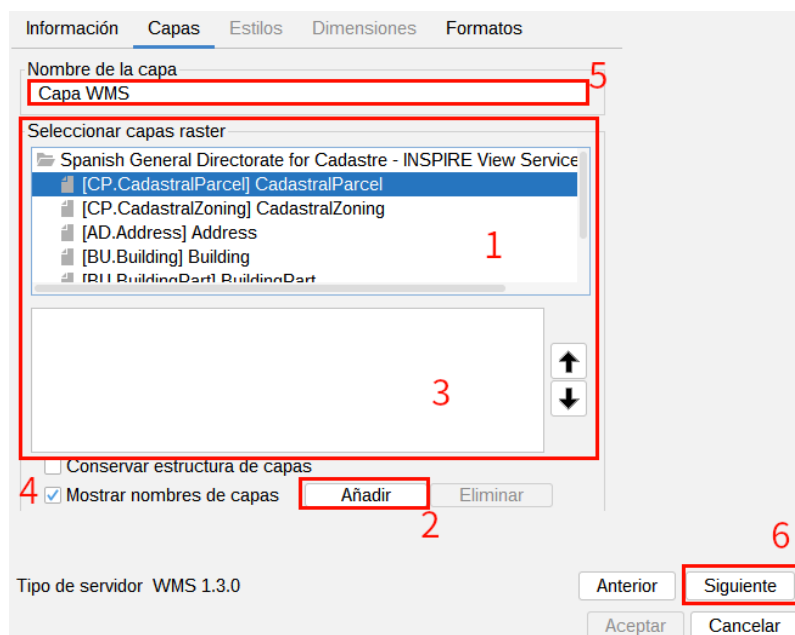 Información Capas Estilos Dimensiones Formatos
Nombre de la capa
5
Capa WMS
Seleccionar capas raster
Spanish General Directorate for Cadastre - INSPIRE View Service
[CP.CadastralParcel] CadastralParcel
[CP.CadastralZoning] CadastralZoning
[AD.Address] Address
1
[BU.Building] Building
[BU.BuildingPart] BuildingPart
3
Conservar estructura de capas
4 Mostrar nombres de capas Añadir Eliminar
2
6
Tipo de servidor WMS 1.3.0 Anterior Siguiente
Aceptar Cancelar